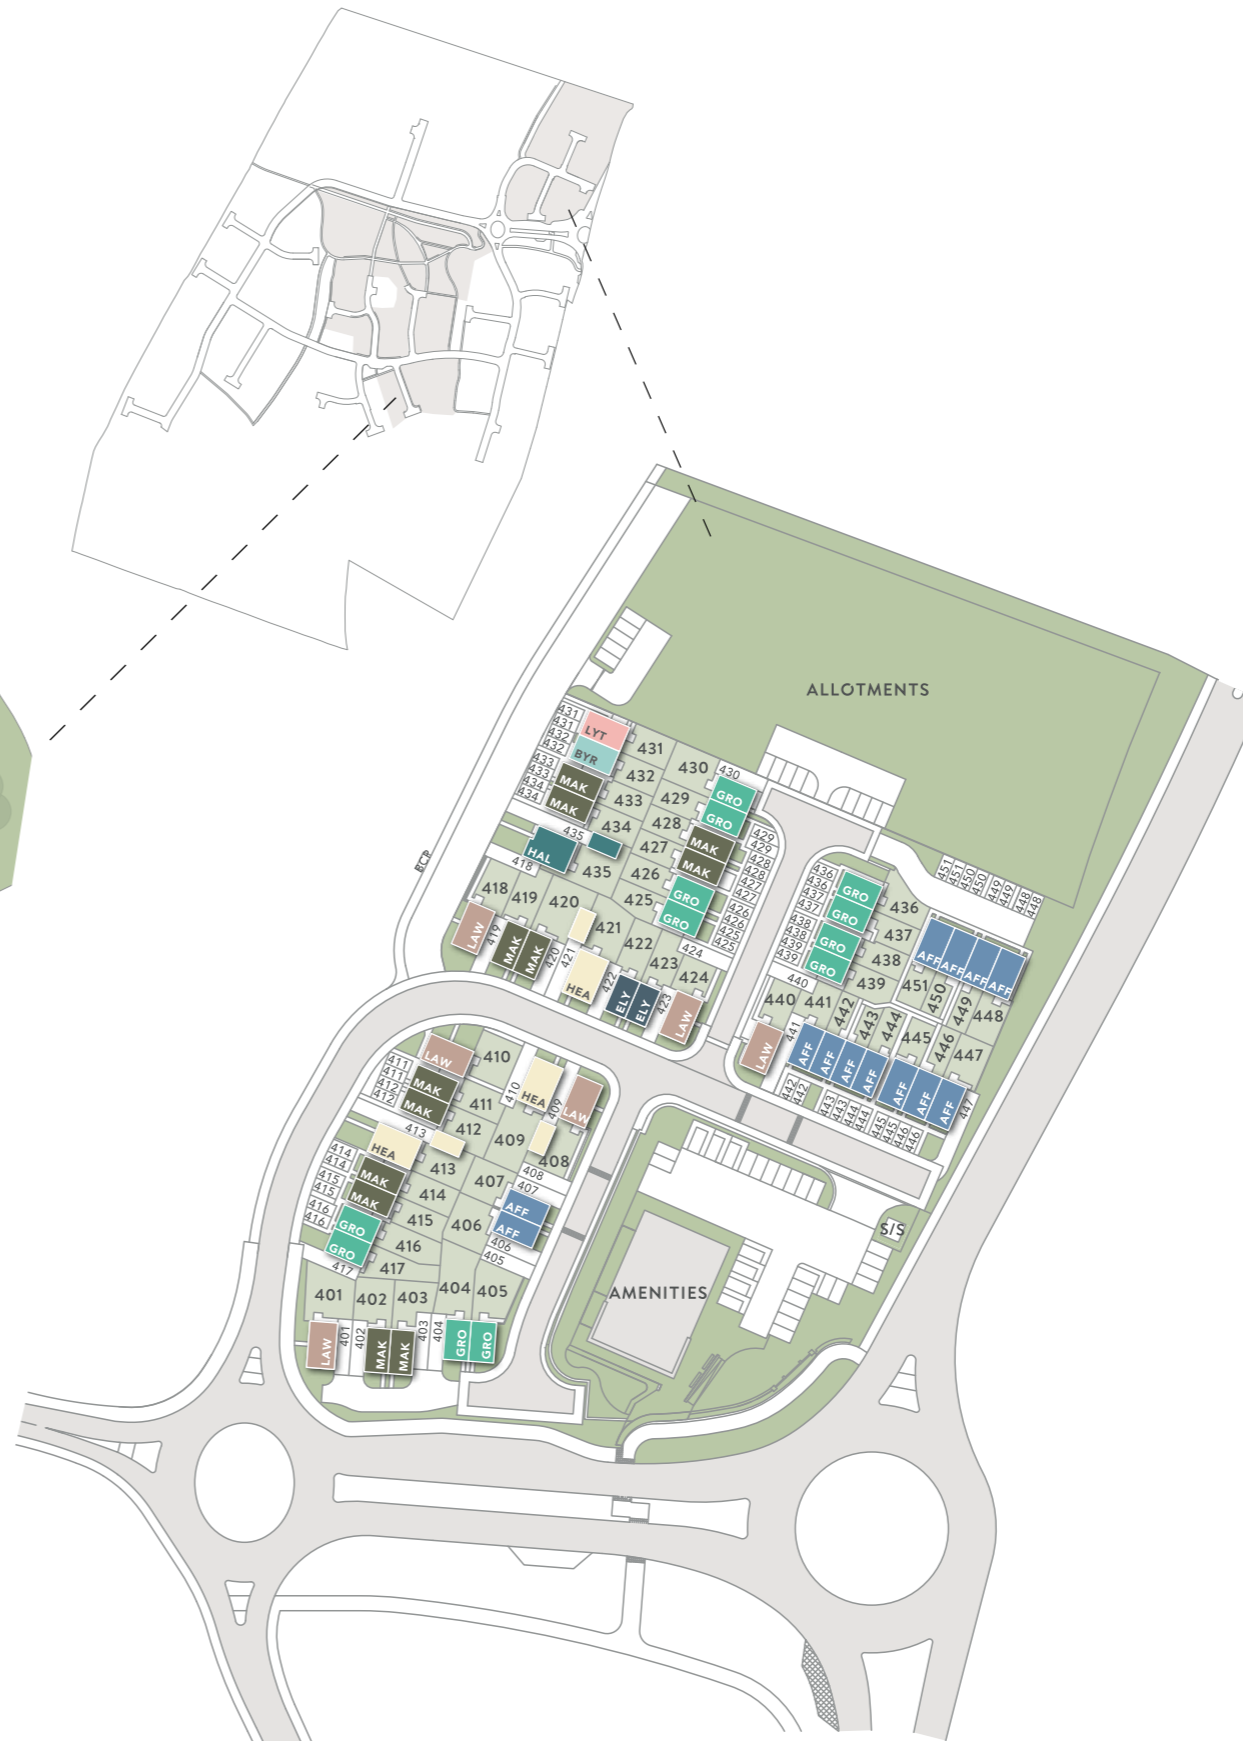 ALLOTMENTS
431
431
432
432
433
433
434
434
LYT
BYR
MAK
MAK
431
432
433
434
435
HAL
435
418
430
430
429
428
427
426
425
GRO
GRO
MAK
MAK
GRO
GRO
429
429
428
428
427
427
426
426
425
425
424
BCP
418
419
420
421
422
423
424
LAW
419
MAK
MAK
420
421
HEA
422
ELY
ELY
423
LAW
436
436
437
437
438
438
439
439
440
GRO
GRO
GRO
GRO
436
437
438
439
451
451
450
450
449
449
448
448
AFF
AFF
AFF
AFF
451
450
449
448
440
441
442
443
444
445
446
447
LAW
441
AFF
AFF
AFF
AFF
AFF
AFF
AFF
447
442
442
443
443
444
444
445
445
446
446
LAW
410
411
411
412
412
MAK
MAK
411
412
413
410
HEA
409
LAW
409
408
HEA
413
414
414
415
415
416
416
MAK
MAK
GRO
GRO
414
415
416
417
417
408
407
407
406
AFF
AFF
406
405
401
402
403
404
405
LAW
401
402
MAK
MAK
403
404
GRO
GRO
S/S
AMENITIES